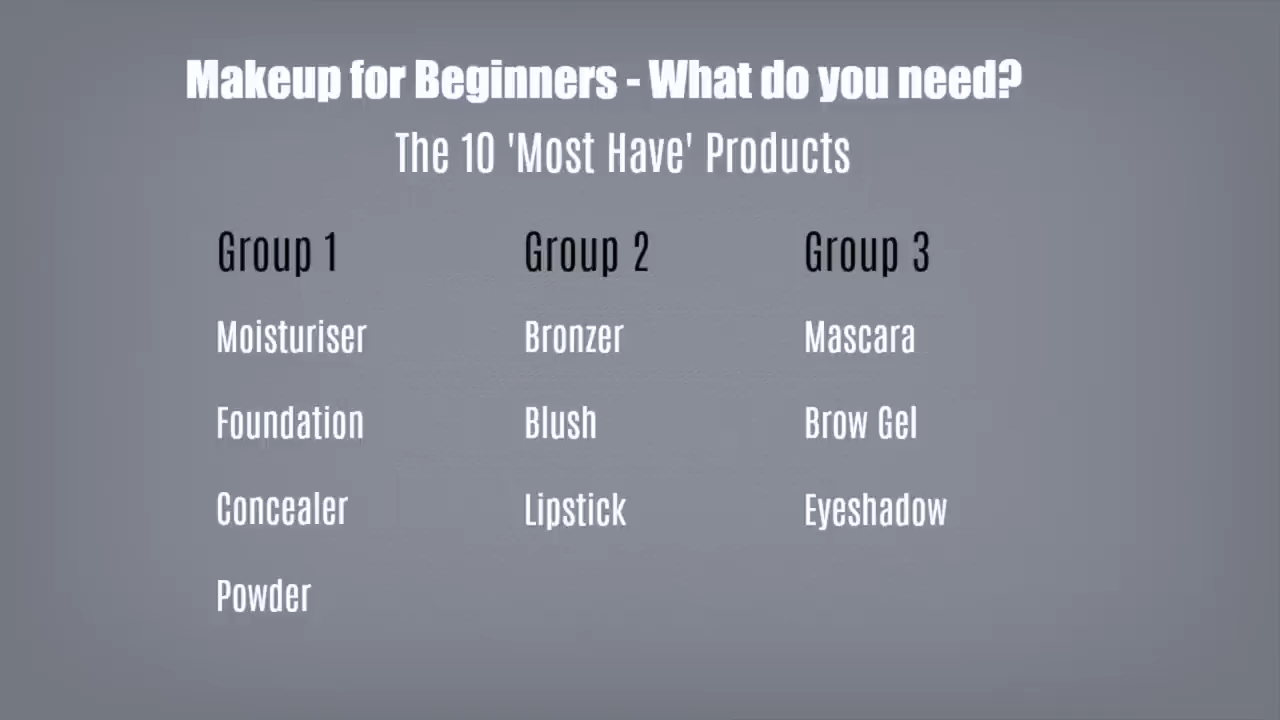 Makeup for Beginners - What do you need?
The 10 'Most Have' Products
Group 1
Moisturiser
Foundation
Concealer
Powder
Group 2
Bronzer
Blush
Lipstick
Group 3
Mascara
Brow Gel
Eyeshadow